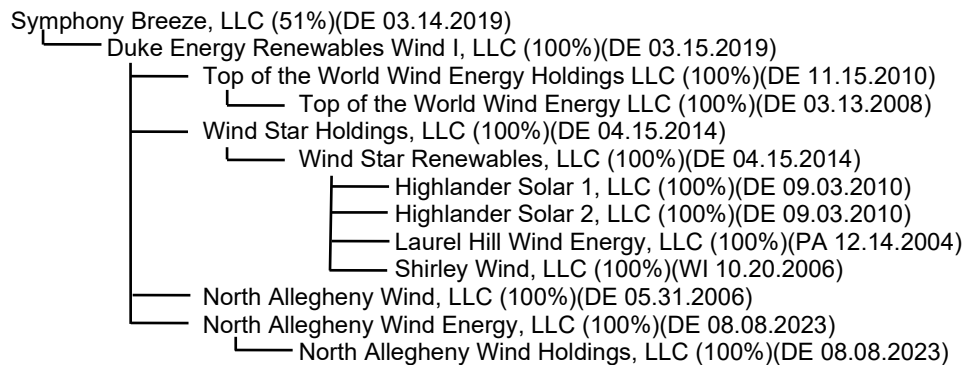 Symphony Breeze, LLC (51%)(DE 03.14.2019)
Duke Energy Renewables Wind I, LLC (100%)(DE 03.15.2019)
Top of the World Wind Energy Holdings LLC (100%)(DE 11.15.2010)
Top of the World Wind Energy LLC (100%)(DE 03.13.2008)
Wind Star Holdings, LLC (100%)(DE 04.15.2014)
Wind Star Renewables, LLC (100%)(DE 04.15.2014)
Highlander Solar 1, LLC (100%)(DE 09.03.2010)
Highlander Solar 2, LLC (100%)(DE 09.03.2010)
Laurel Hill Wind Energy, LLC (100%)(PA 12.14.2004)
Shirley Wind, LLC (100%)(WI 10.20.2006)
North Allegheny Wind, LLC (100%)(DE 05.31.2006)
North Allegheny Wind Energy, LLC (100%)(DE 08.08.2023)
North Allegheny Wind Holdings, LLC (100%)(DE 08.08.2023)